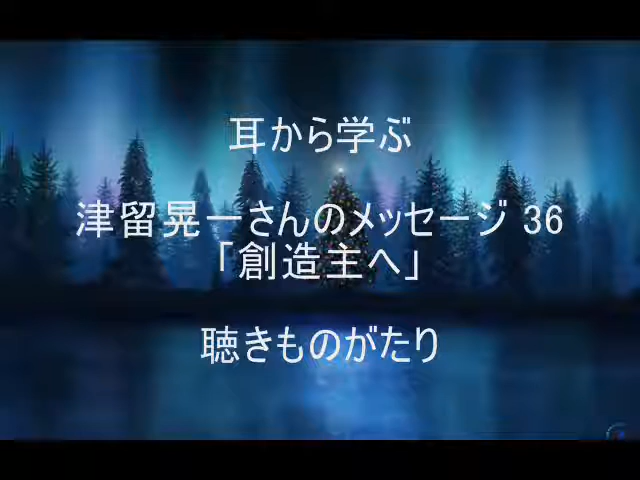 耳から学ぶ
津留晃一さんのメッセージ 36
「創造主へ」
聴きものがたり